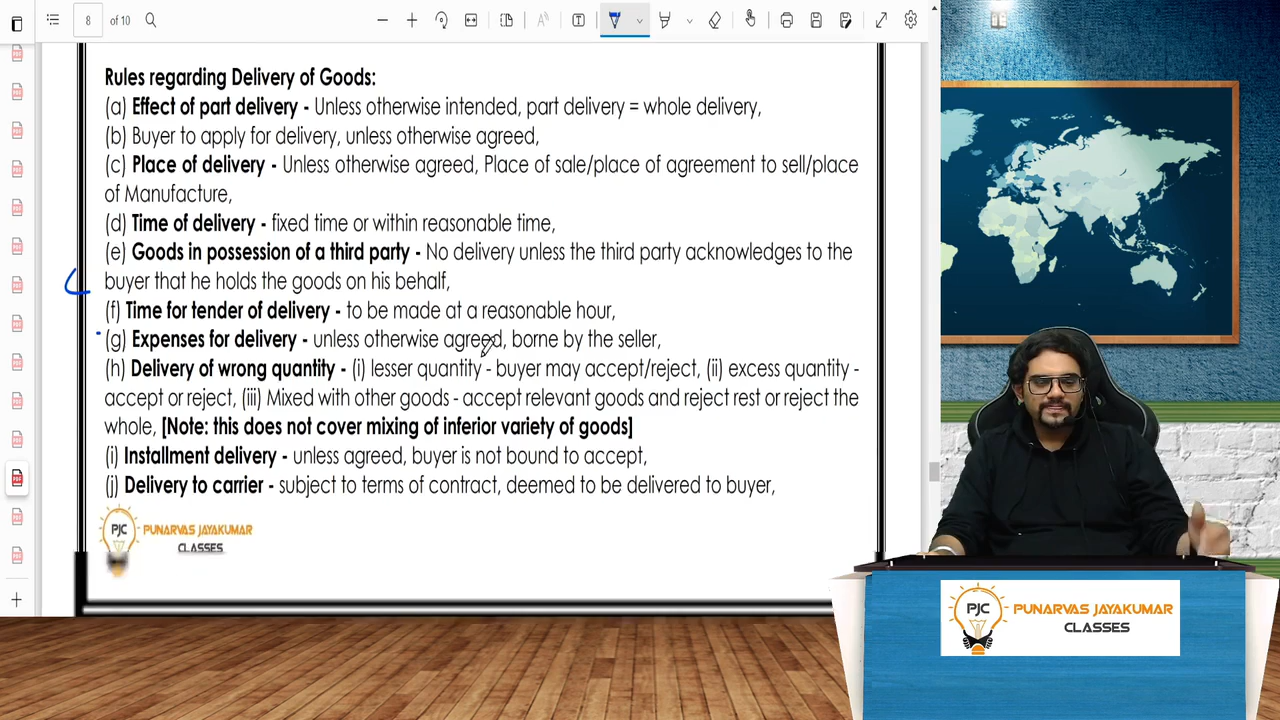 8 of 10
Rules regarding Delivery of Goods:
(a) Effect of part delivery - Unless otherwise intended, part delivery = whole delivery,
(b) Buyer to apply for delivery, unless otherwise agreed,
(c) Place of delivery - Unless otherwise agreed, Place of sale/place of agreement to sell/place
of Manufacture,
(d) Time of delivery - fixed time or within reasonable time,
(e) Goods in possession of a third party - No delivery unless the third party acknowledges to the
buyer that he holds the goods on his behalf,
(f) Time for tender of delivery - to be made at a reasonable hour,
(g) Expenses for delivery - unless otherwise agreed, borne by the seller,
(h) Delivery of wrong quantity - (i) lesser quantity - buyer may accept/reject, (ii) excess quantity -
accept or reject, (iii) Mixed with other goods - accept relevant goods and reject rest or reject the
whole, [Note: this does not cover mixing of inferior variety of goods]
(i) Installment delivery - unless agreed, buyer is not bound to accept,
(j) Delivery to carrier - subject to terms of contract, deemed to be delivered to buyer,
PJC PUNARVAS JAYAKUMAR
CLASSES
PJC PUNARVAS JAYAKUMAR
CLASSES